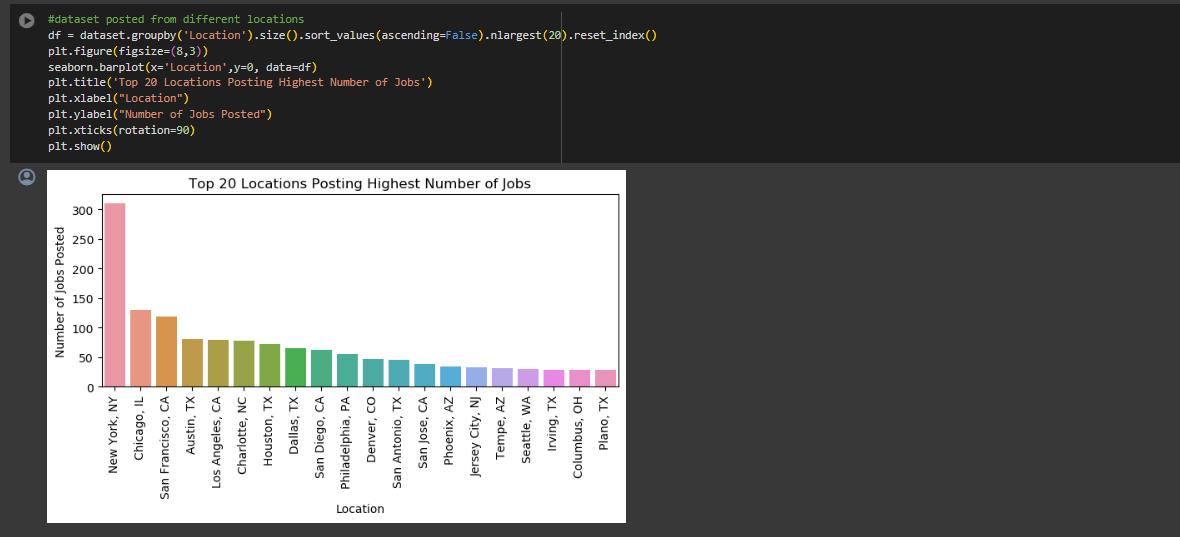 #dataset posted from different locations
df = dataset.groupby('Location').size().sort_values(ascending=False).nlargest(20).reset_index()
plt.figure(figsize=(8,3))
seaborn.barplot(x='Location',y=0, data=df)
plt.title('Top 20 Locations Posting Highest Number of Jobs')
plt.xlabel("Location")
plt.ylabel("Number of Jobs Posted")
plt.xticks(rotation=90)
plt.show()
Top 20 Locations Posting Highest Number of Jobs
Number of Jobs Posted
300
250
200
150
100
50
0
New York, NY
Chicago, IL
San Francisco, CA
Austin, TX
Los Angeles, CA
Charlotte, NC
Houston, TX
Dallas, TX
San Diego, CA
Philadelphia, PA
Denver, CO
San Antonio, TX
San Jose, CA
Phoenix, AZ
Jersey City, NJ
Tempe, AZ
Seattle, WA
Irving, TX
Columbus, OH
Plano, TX
Location